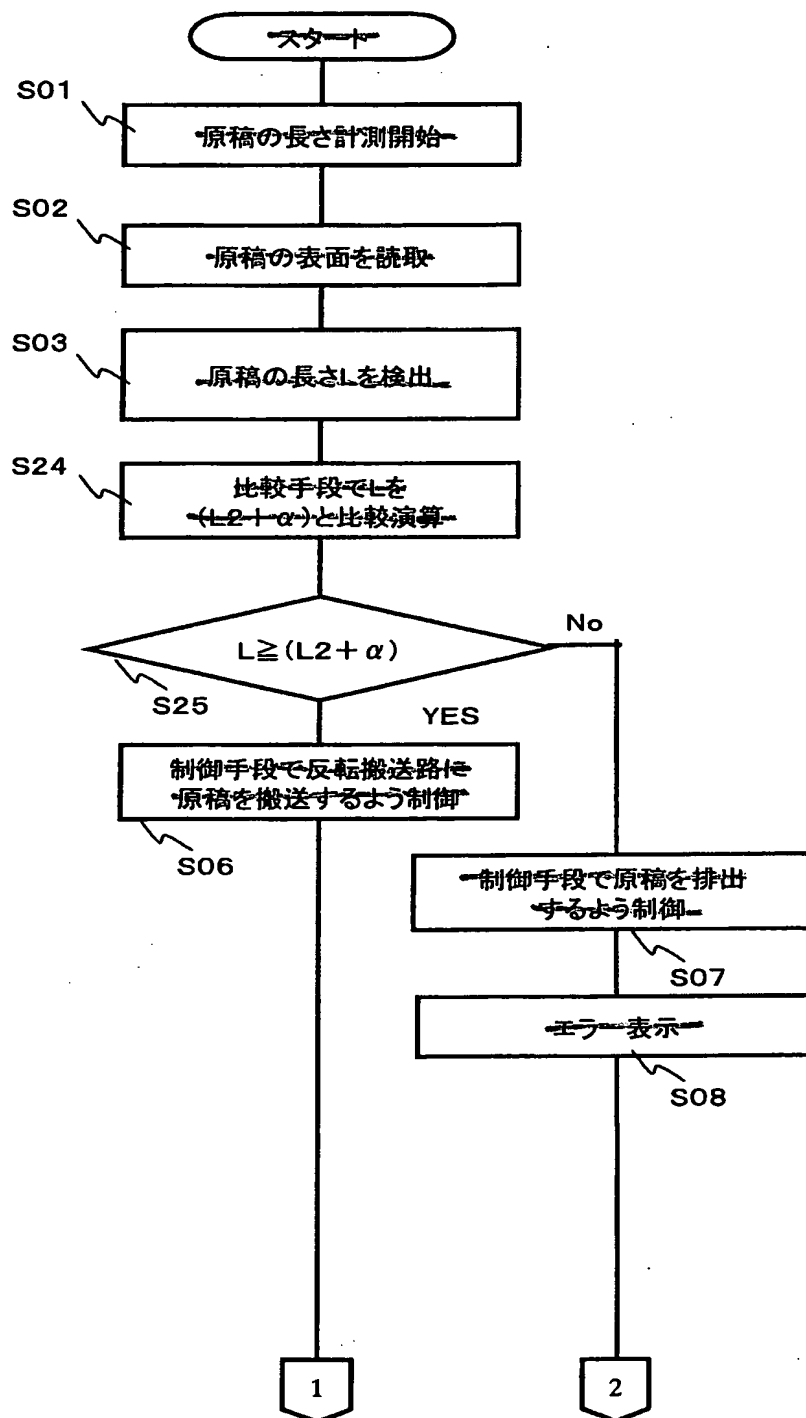 スタート
S01
原稿の長さ計測開始
S02
原稿の表面を読取
S03
原稿の長さLを検出
S24
比較手段でLを
(L2+α)と比較演算
L≧(L2+α)
No
S25
YES
制御手段で反転搬送路に
原稿を搬送するよう制御
S06
制御手段で原稿を排出
するよう制御
S07
エラー表示
S08
1
2